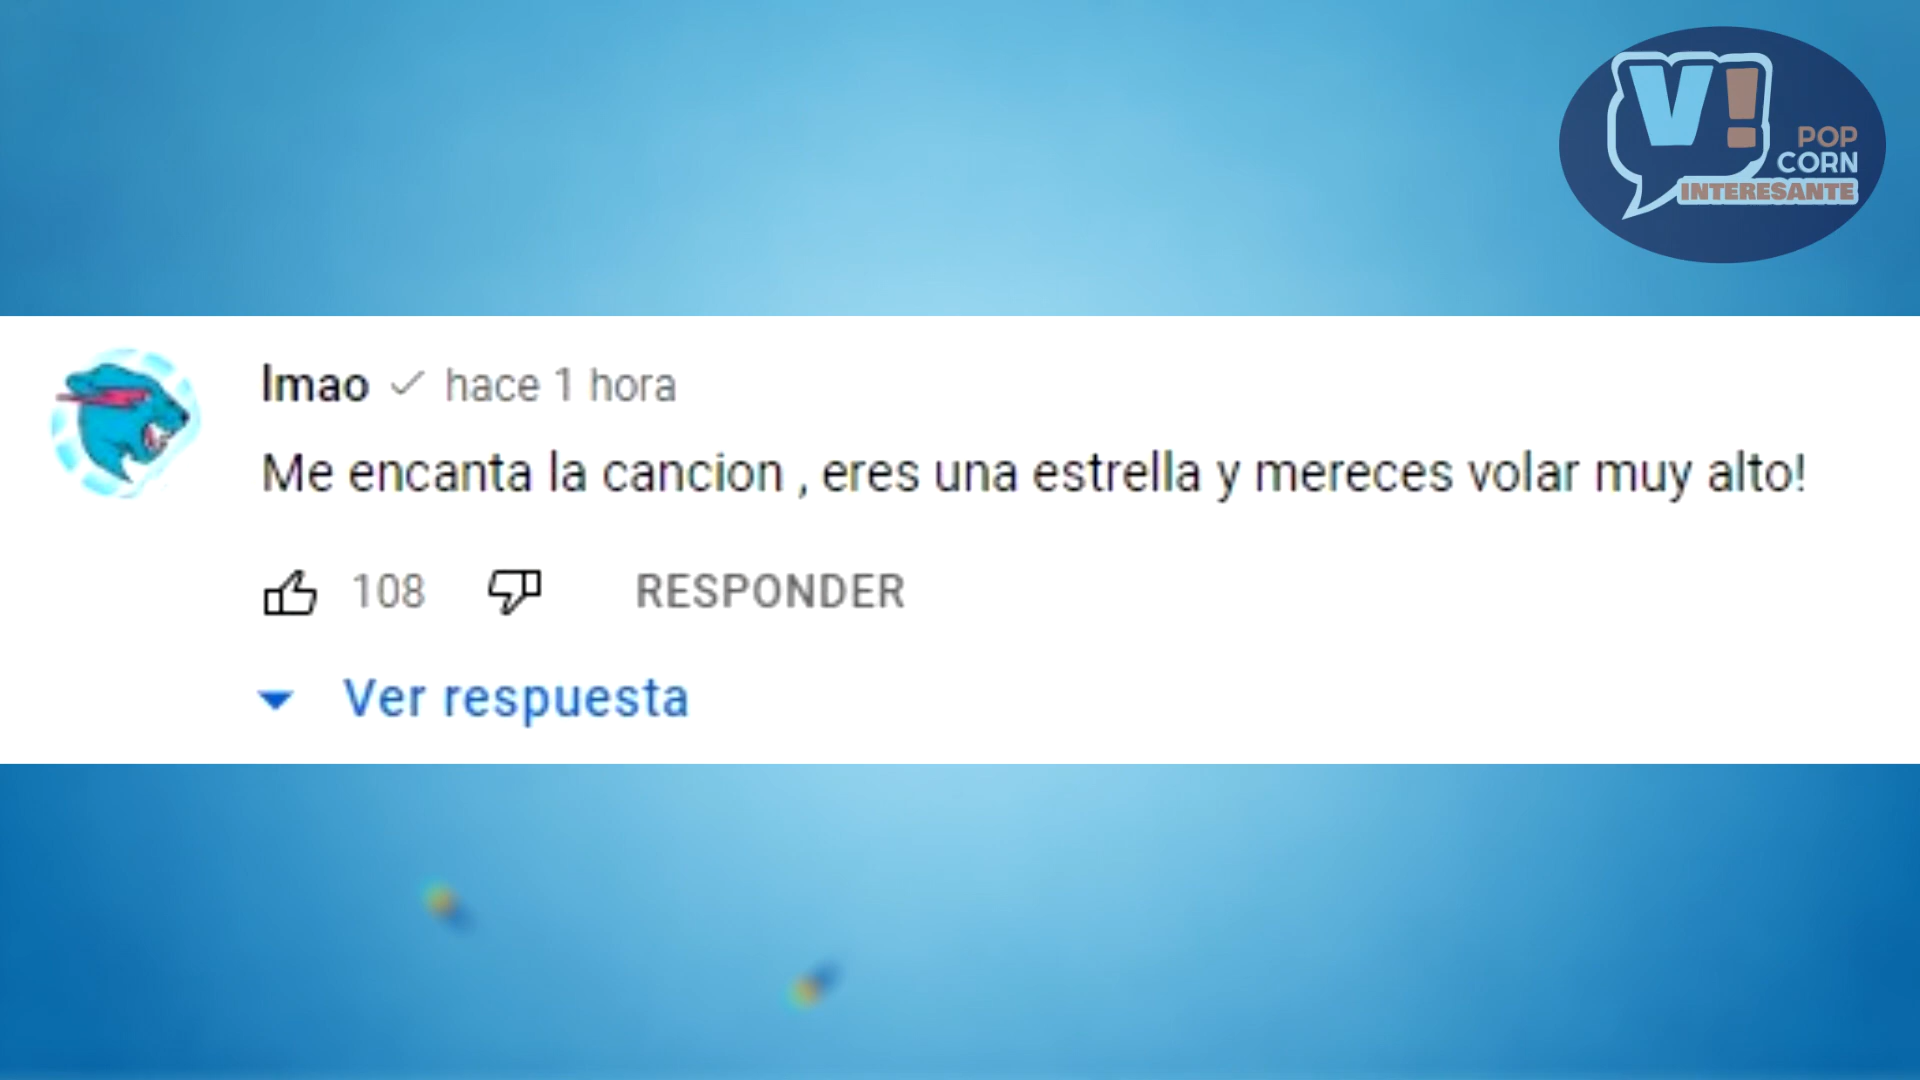 V!
POP
CORN
INTERESANTE
lmao ✓ hace 1 hora
Me encanta la cancion , eres una estrella y mereces volar muy alto!
108 RESPONDER
Ver respuesta